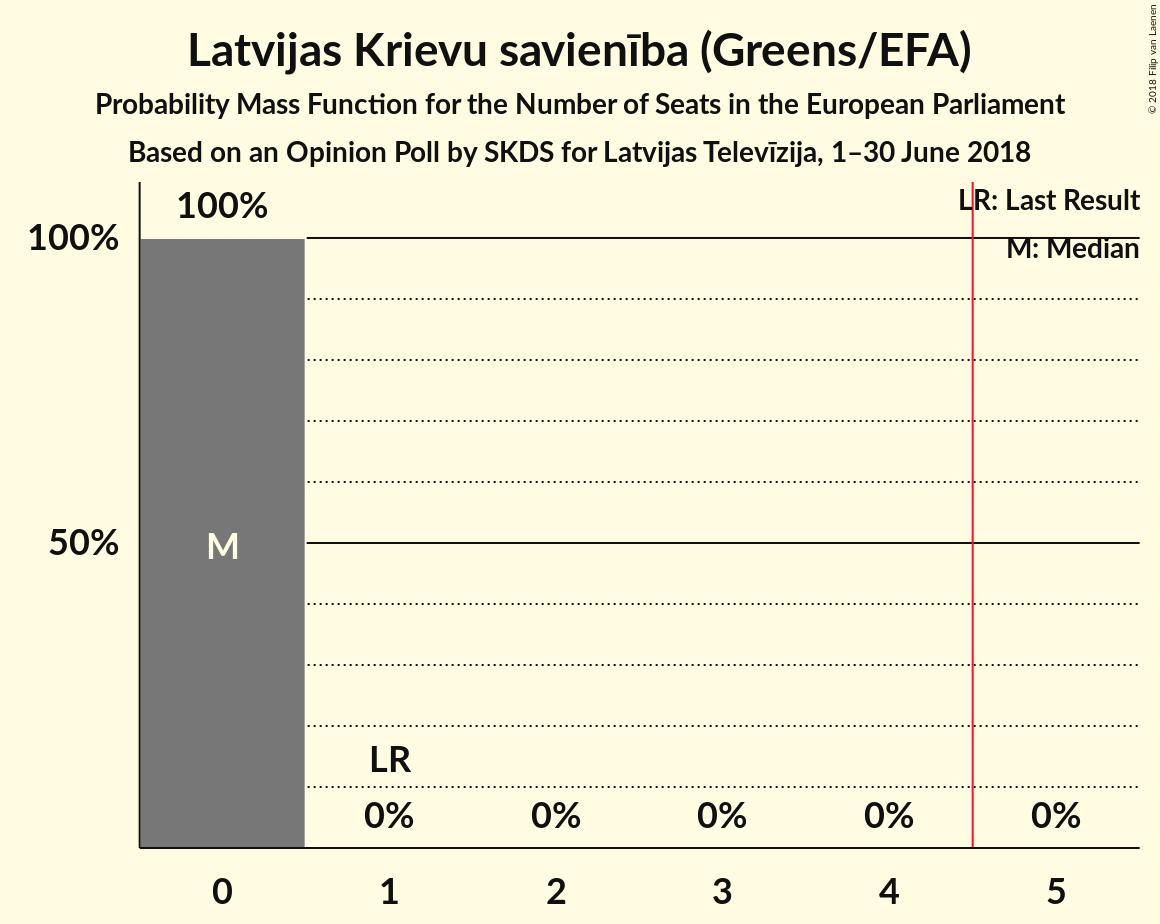 Latvijas Krievu savienība (Greens/EFA)
Probability Mass Function for the Number of Seats in the European Parliament
Based on an Opinion Poll by SKDS for Latvijas Televīzija, 1–30 June 2018
© 2018 Filip van Laenen
LR: Last Result
M: Median
100%
100%
50%
M
LR
0% 0% 0% 0% 0%
0 1 2 3 4 5